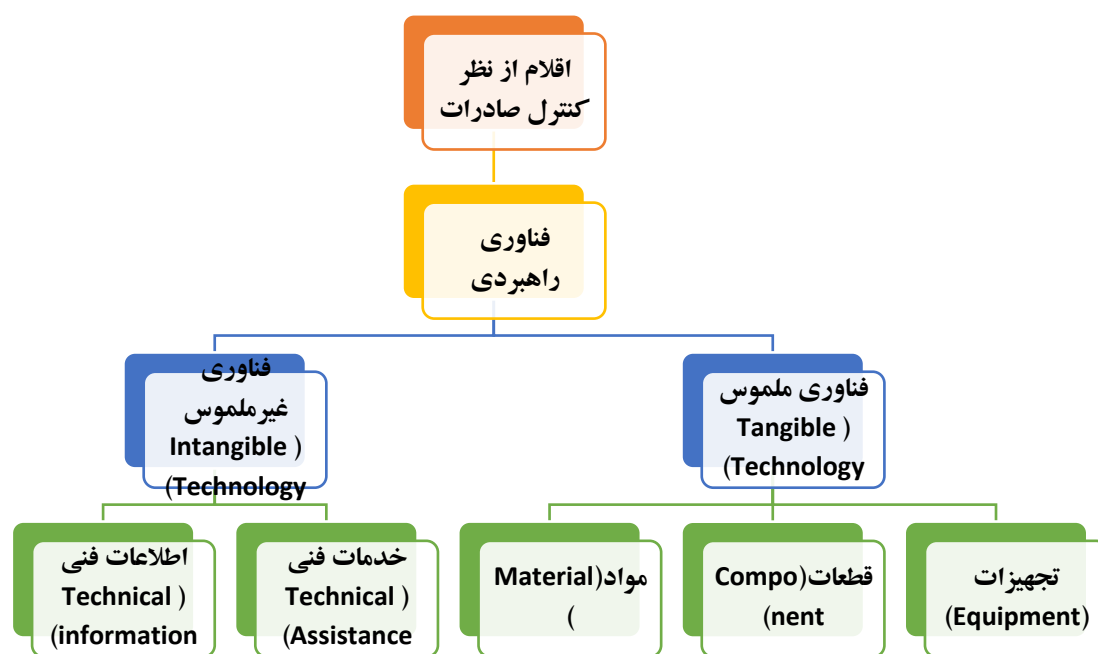 اقلام از نظر
کنترل صادرات
فناوری
راهبردی
فناوری ملموس
(Tangible
Technology)
فناوری
غیرملموس
(Intangible
Technology)
تجهیزات
(Equipment)
قطعات(Compo
nent)
مواد(Material
)
خدمات فنی
(Technical
Assistance)
اطلاعات فنی
(Technical
information)